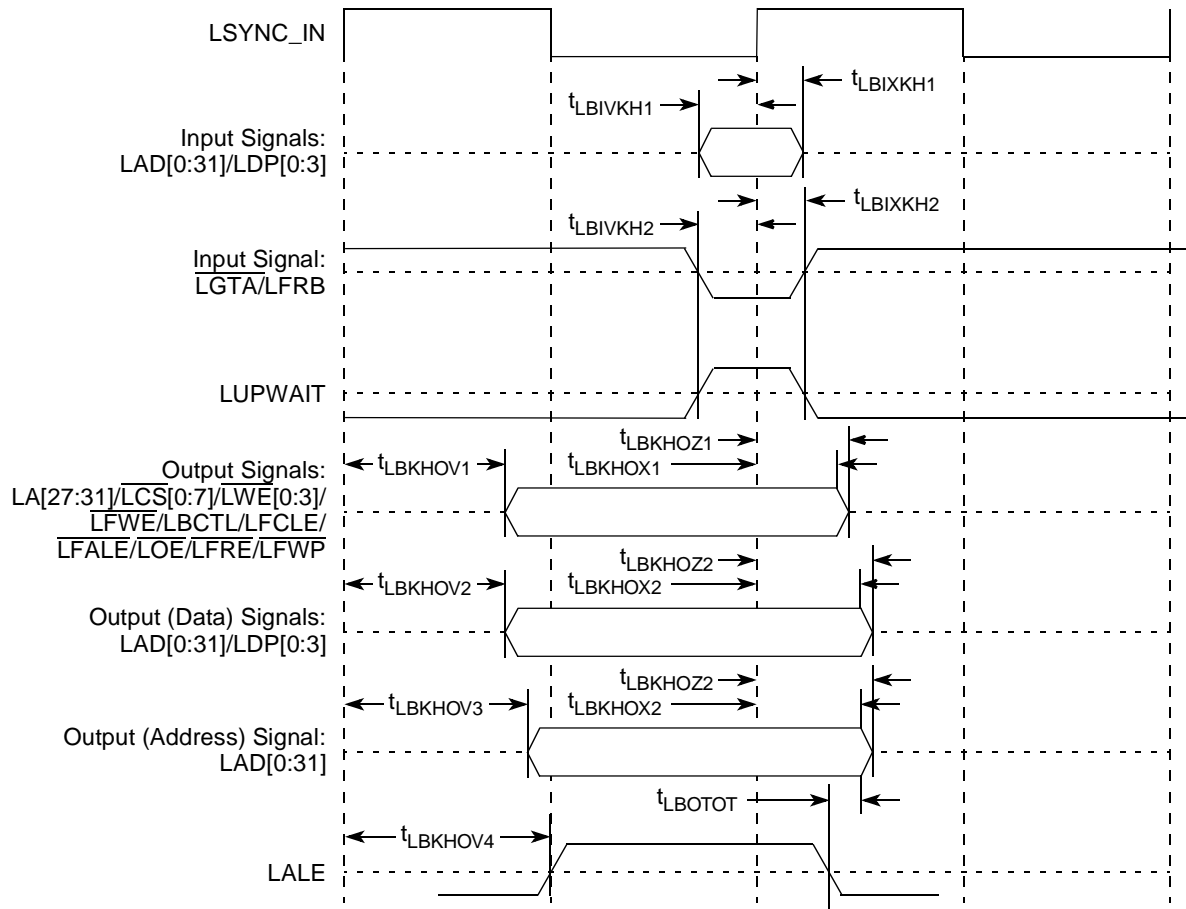 LSYNC_IN
tLBIXKH1
tLBIVKH1
Input Signals:
LAD[0:31]/LDP[0:3]
tLBIXKH2
tLBIVKH2
Input Signal:
LGTA/LFRB
LUPWAIT
tLBKHOZ1
tLBKHOV1
tLBKHOX1
Output Signals:
LA[27:31]/LCS[0:7]/LWE[0:3]/
LFWE/LBCTL/LFCLE/
LFALE/LOE/LFRE/LFWP
tLBKHOZ2
tLBKHOV2
tLBKHOX2
Output (Data) Signals:
LAD[0:31]/LDP[0:3]
tLBKHOZ2
tLBKHOV3
tLBKHOX2
Output (Address) Signal:
LAD[0:31]
tLBOTOT
tLBKHOV4
LALE